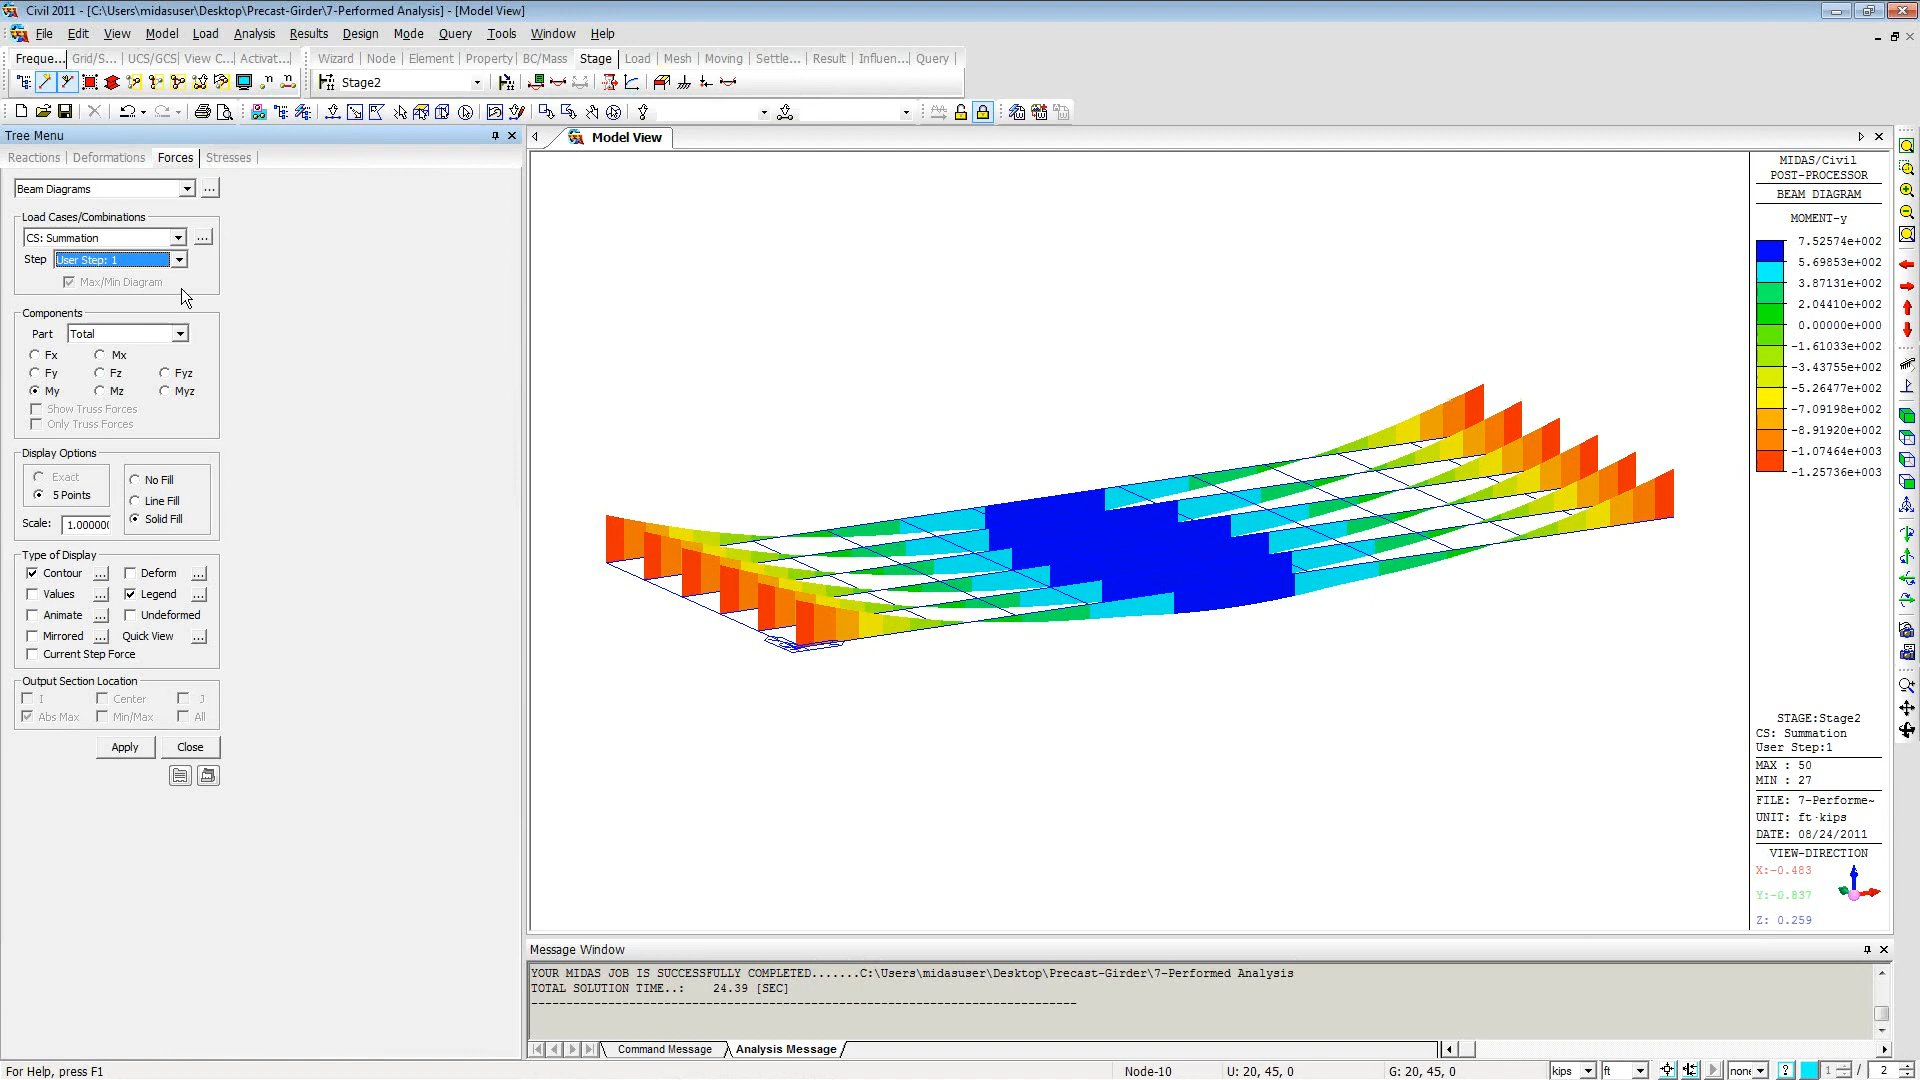 Civil 2011 - [C:\Users\midasuser\Desktop\Precast-Girder\7-Performed Analysis] - [Model View]
File Edit View Model Load Analysis Results Design Mode Query Tools Window Help
Freque... Grid/S... UCS/GCS View C... Activat... Wizard Node Element Property BC/Mass Stage Load Mesh Moving Settle... Result Influen... Query
Stage2
Tree Menu
Reactions Deformations Forces Stresses
Beam Diagrams
Load Cases/Combinations
CS: Summation
Step User Step: 1
Max/Min Diagram
Components
Part Total
Fx Mx
Fy Fz Fyz
My Mz Myz
Show Truss Forces
Only Truss Forces
Display Options
Exact
5 Points
No Fill
Line Fill
Solid Fill
Scale: 1.00000
Type of Display
Contour ... Deform ...
Values ... Legend ...
Animate ... Undeformed
Mirrored ... Quick View ...
Current Step Force
Output Section Location
I Center J
Abs Max Min/Max All
Apply Close
Model View
MIDAS/Civil
POST-PROCESSOR
BEAM DIAGRAM
MOMENT-y
7.52574e+002
5.69853e+002
3.87131e+002
2.04410e+002
0.00000e+000
-1.61033e+002
-3.43755e+002
-5.26477e+002
-7.09198e+002
-8.91920e+002
-1.07464e+003
-1.25736e+003
STAGE:Stage2
CS: Summation
User Step:1
MAX : 50
MIN : 27
FILE: 7-Performe~
UNIT: ft·kips
DATE: 08/24/2011
VIEW-DIRECTION
X:-0.483
Y:-0.837
Z: 0.259
Message Window
YOUR MIDAS JOB IS SUCCESSFULLY COMPLETED.......C:\Users\midasuser\Desktop\Precast-Girder\7-Performed Analysis
TOTAL SOLUTION TIME..: 24.39 [SEC]
Command Message Analysis Message
For Help, press F1
Node-10 U: 20, 45, 0 G: 20, 45, 0 kips ft none 1 / 2